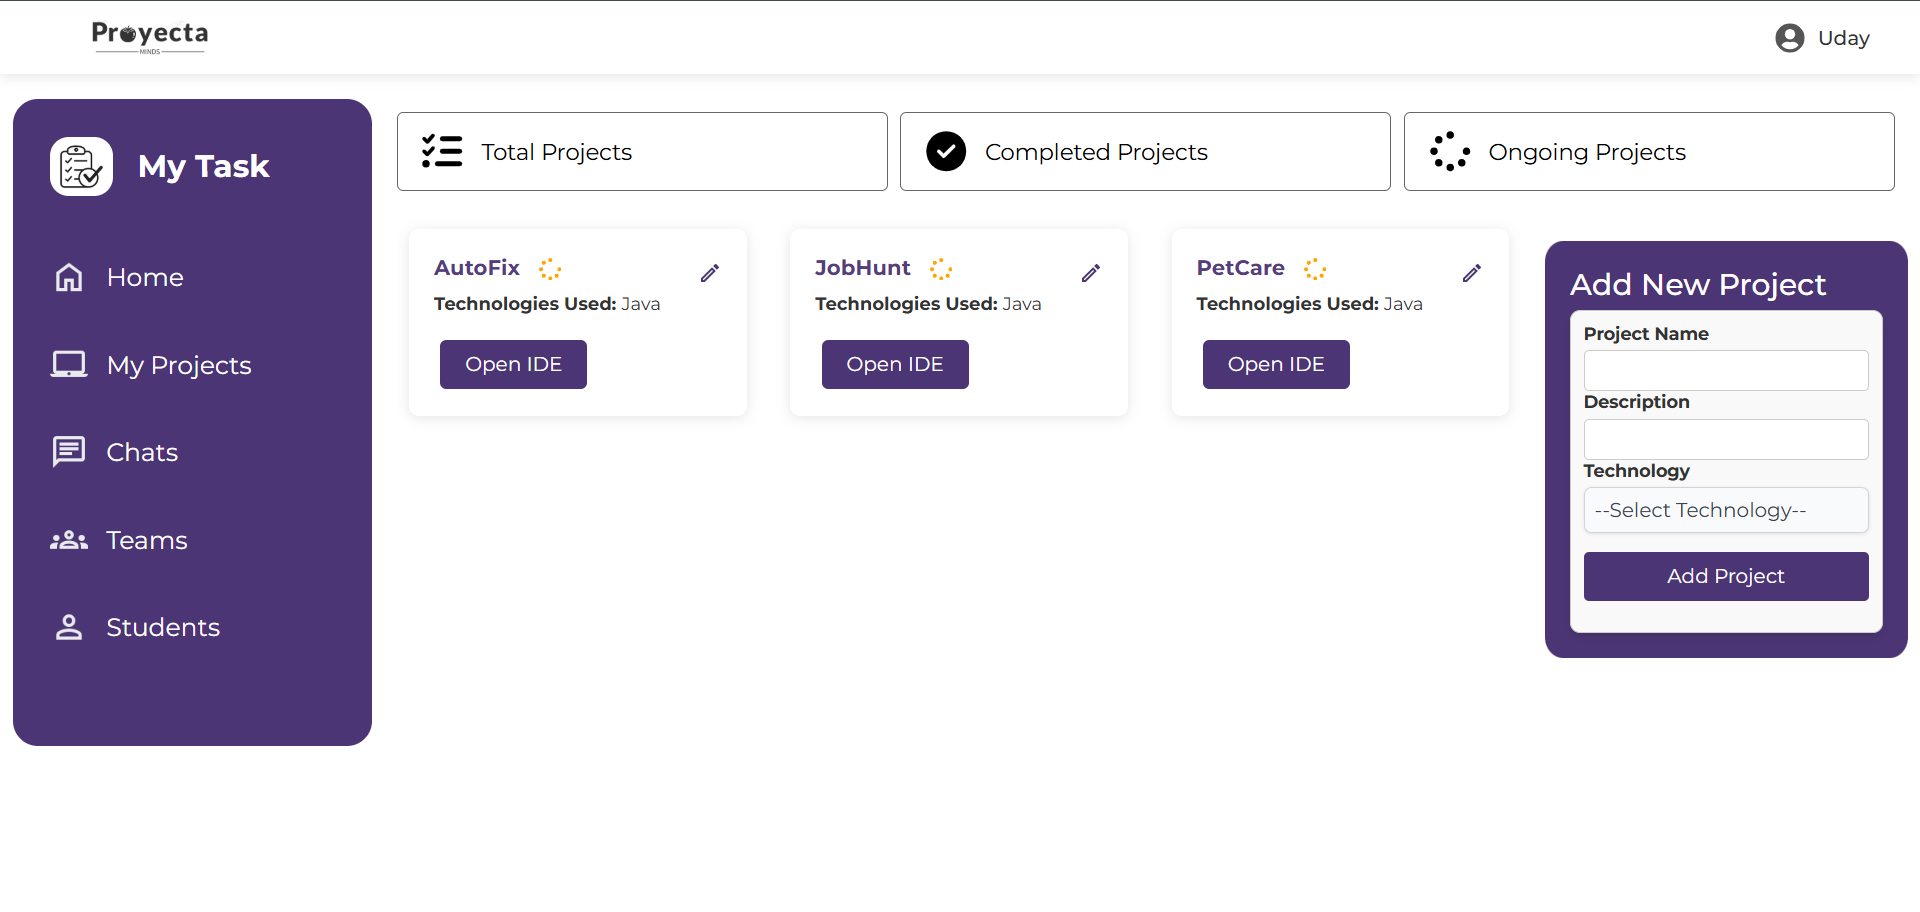 Proyecta
MINDS
Uday
My Task
Home
My Projects
Chats
Teams
Students
Total Projects
Completed Projects
Ongoing Projects
AutoFix
Technologies Used: Java
Open IDE
JobHunt
Technologies Used: Java
Open IDE
PetCare
Technologies Used: Java
Open IDE
Add New Project
Project Name
Description
Technology
--Select Technology--
Add Project